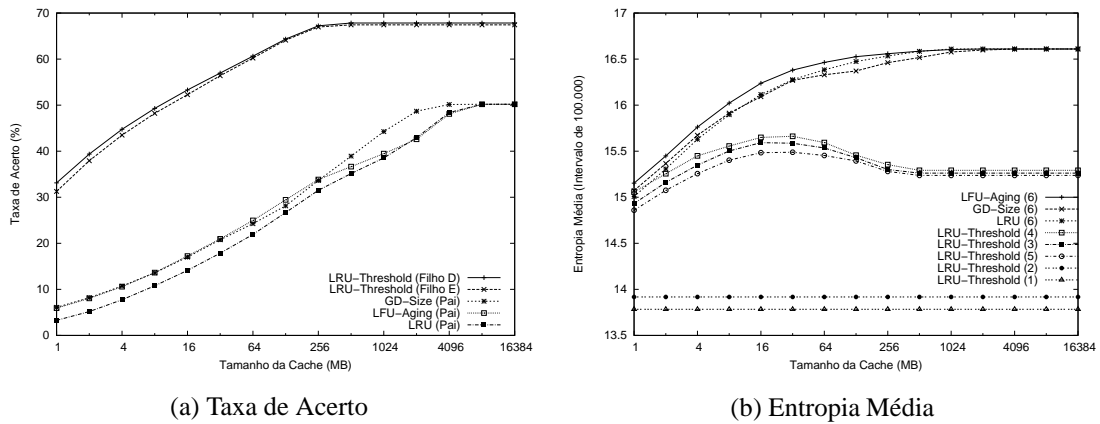 70
60
50
40
30
20
10
0
Taxa de Acerto (%)
LRU-Threshold (Filho D)
LRU-Threshold (Filho E)
GD-Size (Pai)
LFU-Aging (Pai)
LRU (Pai)
1 4 16 64 256 1024 4096 16384
Tamanho da Cache (MB)
(a) Taxa de Acerto
17
16.5
16
15.5
15
14.5
14
13.5
Entropia Média (Intervalo de 100.000)
LFU-Aging (6)
GD-Size (6)
LRU (6)
LRU-Threshold (4)
LRU-Threshold (3)
LRU-Threshold (5)
LRU-Threshold (2)
LRU-Threshold (1)
1 4 16 64 256 1024 4096 16384
Tamanho da Cache (MB)
(b) Entropia Média